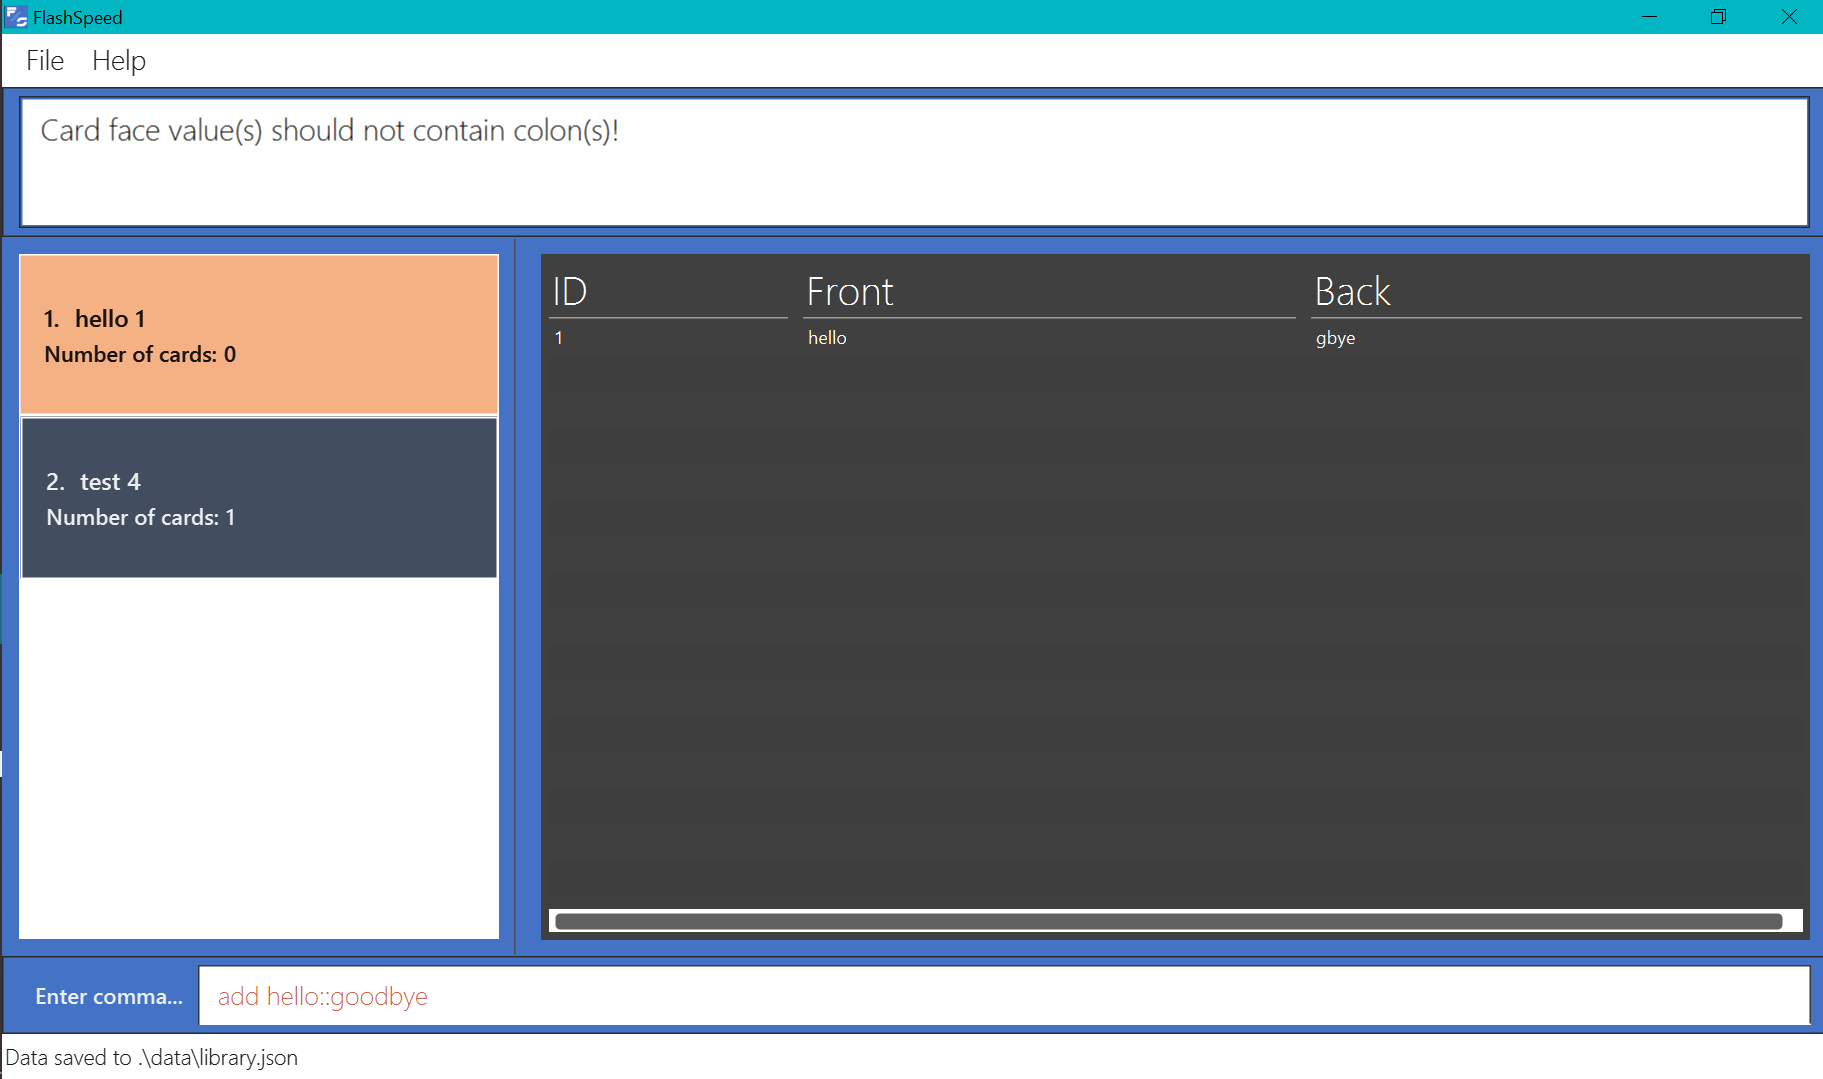 FlashSpeed
File Help
Card face value(s) should not contain colon(s)!
1. hello 1
Number of cards: 0
2. test 4
Number of cards: 1
ID Front Back
1 hello gbye
Enter comma... add hello::goodbye
Data saved to .\data\library.json